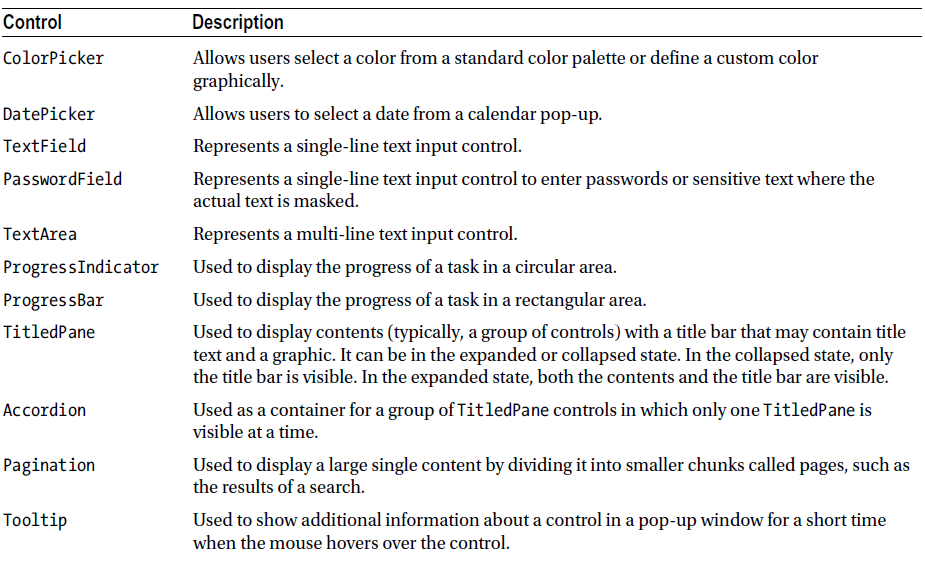 Control Description
ColorPicker Allows users select a color from a standard color palette or define a custom color
graphically.
DatePicker Allows users to select a date from a calendar pop-up.
TextField Represents a single-line text input control.
PasswordField Represents a single-line text input control to enter passwords or sensitive text where the
actual text is masked.
TextArea Represents a multi-line text input control.
ProgressIndicator Used to display the progress of a task in a circular area.
ProgressBar Used to display the progress of a task in a rectangular area.
TitledPane Used to display contents (typically, a group of controls) with a title bar that may contain title
text and a graphic. It can be in the expanded or collapsed state. In the collapsed state, only
the title bar is visible. In the expanded state, both the contents and the title bar are visible.
Accordion Used as a container for a group of TitledPane controls in which only one TitledPane is
visible at a time.
Pagination Used to display a large single content by dividing it into smaller chunks called pages, such as
the results of a search.
Tooltip Used to show additional information about a control in a pop-up window for a short time
when the mouse hovers over the control.